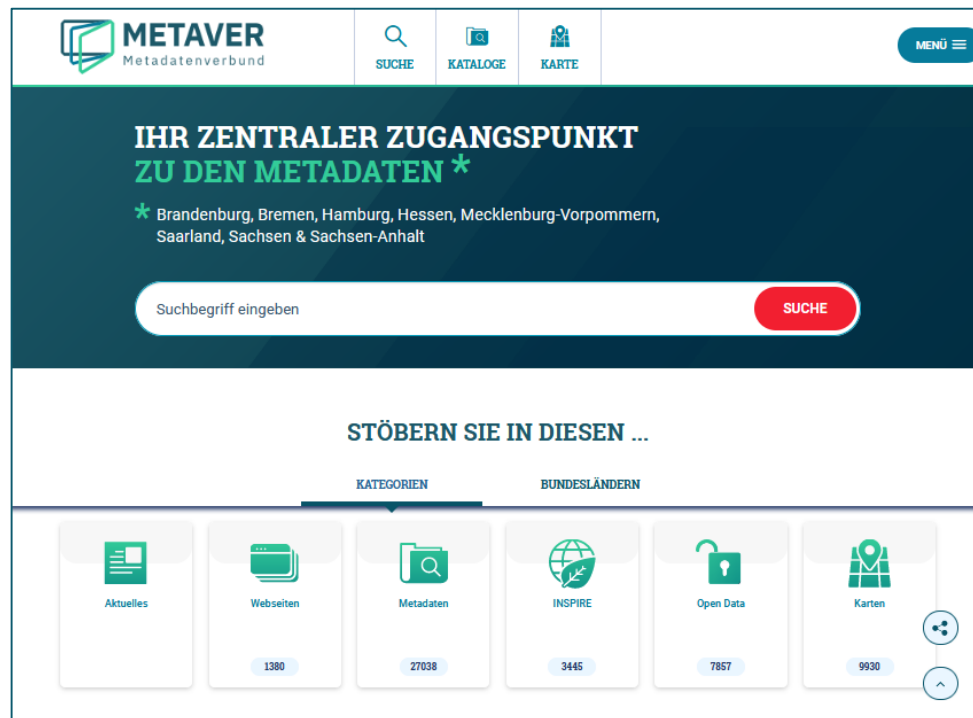 METAVER
Metadatenverbund
SUCHE
KATALOGE
KARTE
MENÜ
IHR ZENTRALER ZUGANGSPUNKT
ZU DEN METADATEN *
* Brandenburg, Bremen, Hamburg, Hessen, Mecklenburg-Vorpommern,
Saarland, Sachsen & Sachsen-Anhalt
Suchbegriff eingeben
SUCHE
STÖBERN SIE IN DIESEN ...
KATEGORIEN
BUNDESLÄNDERN
Aktuelles
Webseiten
Metadaten
INSPIRE
Open Data
Karten
1380
27038
3445
7857
9930